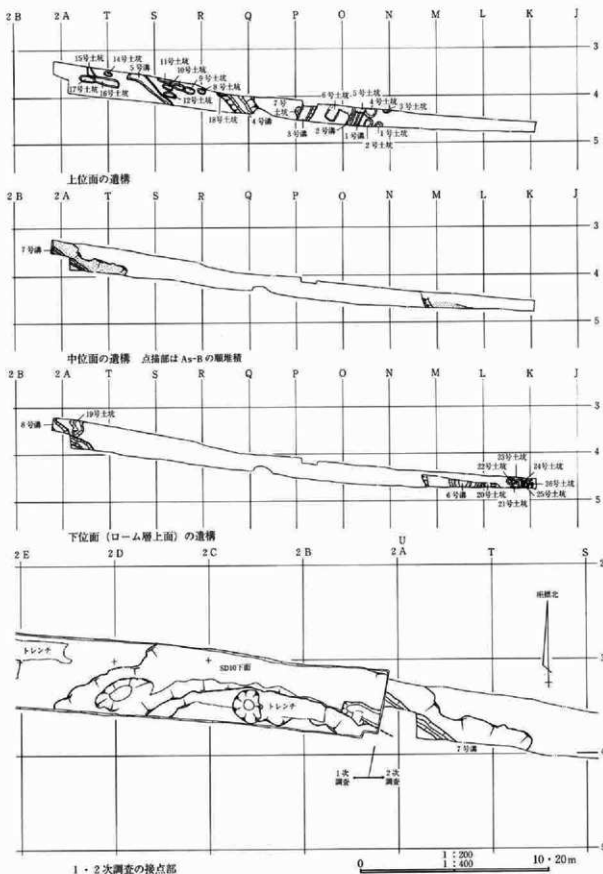 2B 2A T S R Q P O N M L K J
3
15号土坑 14号土坑 5号溝 11号土坑 10号土坑 9号土坑 8号土坑
7号土坑 6号土坑 5号土坑 4号土坑 3号土坑
4
17号土坑 16号土坑 12号土坑 18号土坑 4号溝 3号溝 2号溝 1号溝 1号土坑
2号土坑
5
上位面の遺構
2B 2A T S R Q P O N M L K J
3
7号溝
4
5
中位面の遺構 点描部はAs-Bの順堆積
2B 2A T S R Q P O N M L K J
3
19号土坑
8号溝
4
23号土坑
22号土坑 24号土坑
26号土坑
6号溝 20号土坑 25号土坑
21号土坑
5
下位面(ローム層上面)の遺構
2E 2D 2C 2B U 2A T S
2
座標北
トレンチ
SD10下面
3
トレンチ
7号溝
4
1次調査 2次調査
5
1・2次調査の接点部
1:200
1:400
0 10・20m